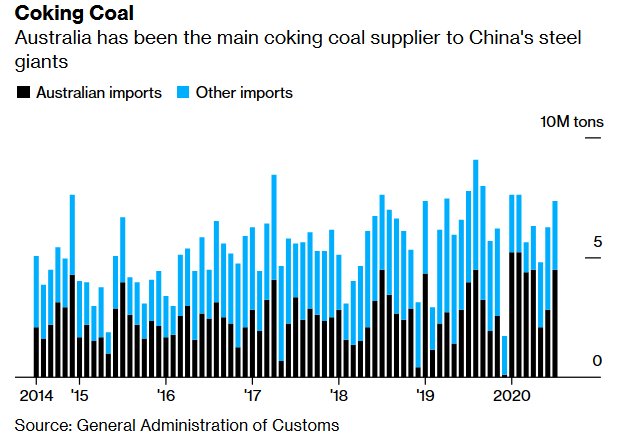 Coking Coal
Australia has been the main coking coal supplier to China's steel
giants
Australian imports Other imports
10M tons
5
0
2014 '15 '16 '17 '18 '19 2020
Source: General Administration of Customs